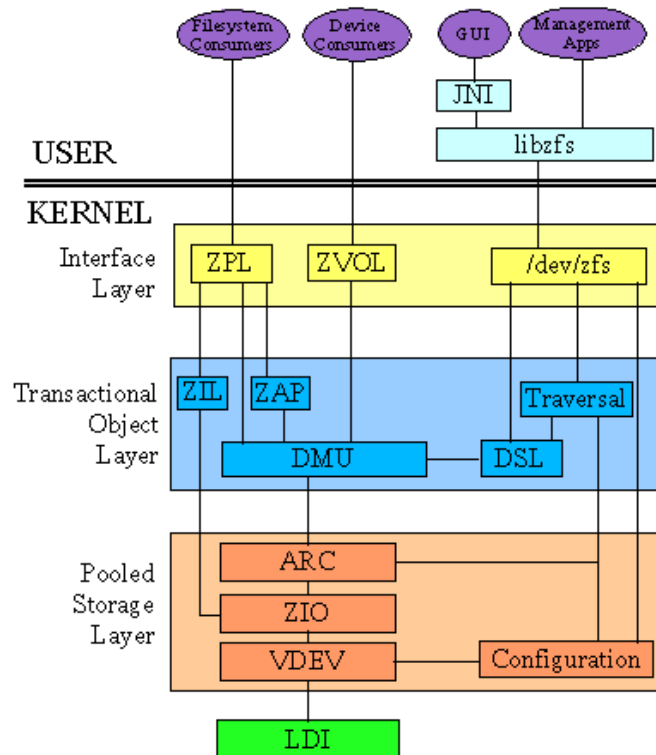 Filesystem
Consumers
Device
Consumers
GUI
Management
Apps
JNI
libzfs
USER
KERNEL
Interface
Layer
ZPL
ZVOL
/dev/zfs
Transactional
Object
Layer
ZIL
ZAP
Traversal
DMU
DSL
Pooled
Storage
Layer
ARC
ZIO
VDEV
Configuration
LDI